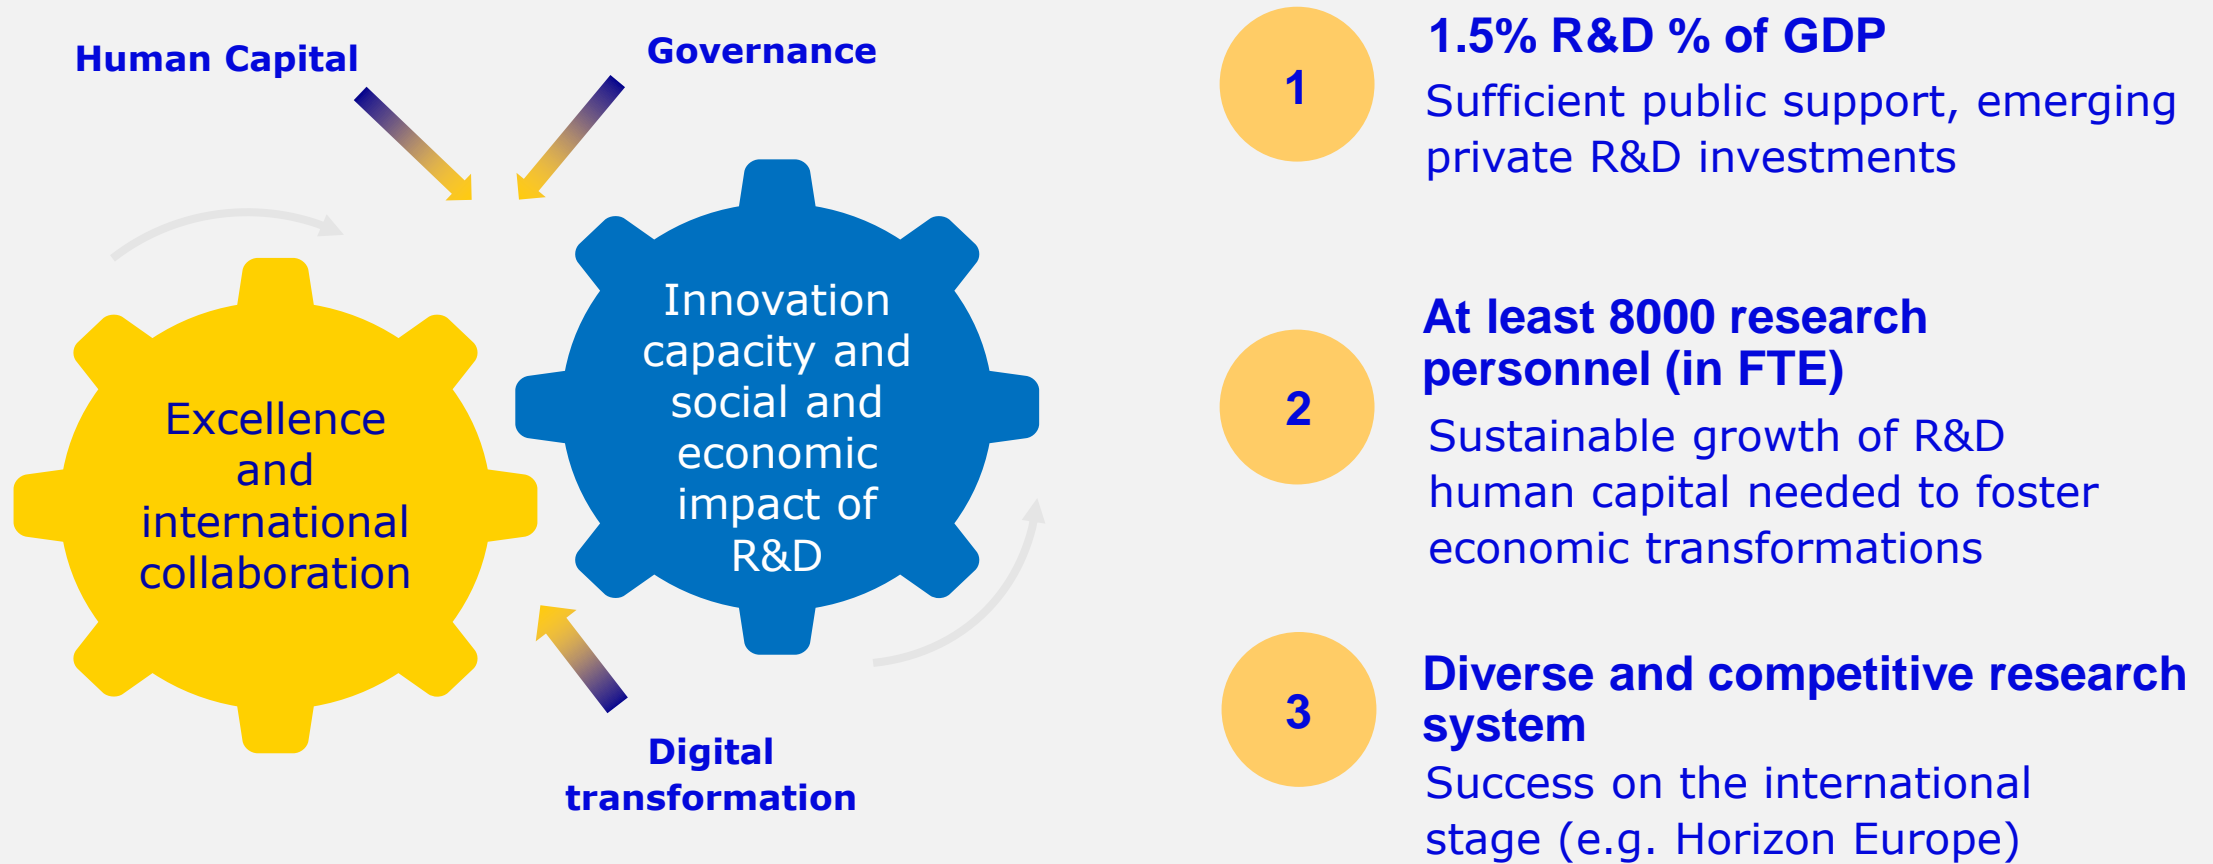 Human Capital
Governance
Excellence
and
international
collaboration
Innovation
capacity and
social and
economic
impact of
R&D
Digital
transformation
1
1.5% R&D % of GDP
Sufficient public support, emerging
private R&D investments
2
At least 8000 research
personnel (in FTE)
Sustainable growth of R&D
human capital needed to foster
economic transformations
3
Diverse and competitive research
system
Success on the international
stage (e.g. Horizon Europe)